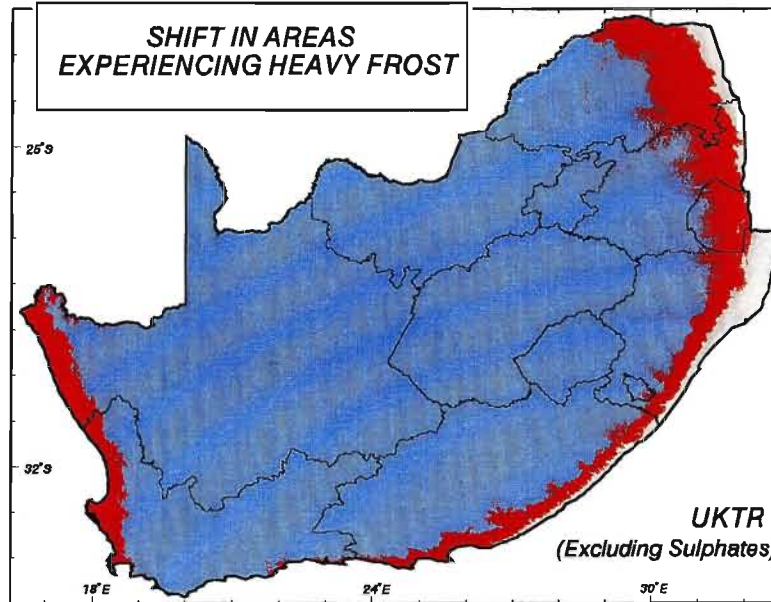 SHIFT IN AREAS
EXPERIENCING HEAVY FROST
25°S
32°S
UKTR
(Excluding Sulphates)
18°E
24°E
30°E